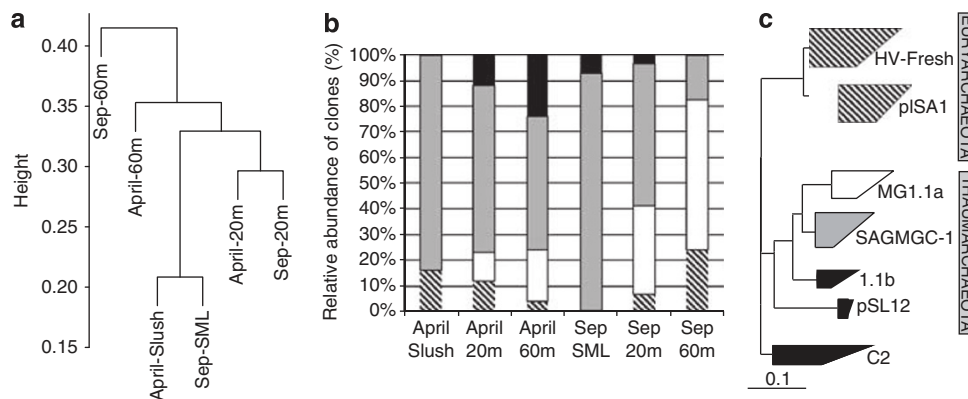 a
Height
0.40
0.35
0.30
0.25
0.20
0.15
Sep-60m
April-60m
April-20m
Sep-20m
April-Slush
Sep-SML
b
Relative abundance of clones (%)
100%
90%
80%
70%
60%
50%
40%
30%
20%
10%
0%
April Slush
April 20m
April 60m
Sep SML
Sep 20m
Sep 60m
c
HV-Fresh
pISA1
MG1.1a
SAGMGC-1
1.1b
pSL12
C2
0.1
EURYARCHAEOTA
THAUMARCHAEOTA